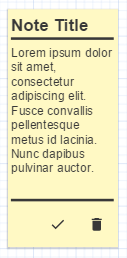 Note Title
Lorem ipsum dolor
sit amet,
consectetur
adipiscing elit.
Fusce convallis
pellentesque
metus id lacinia.
Nunc dapibus
pulvinar auctor.